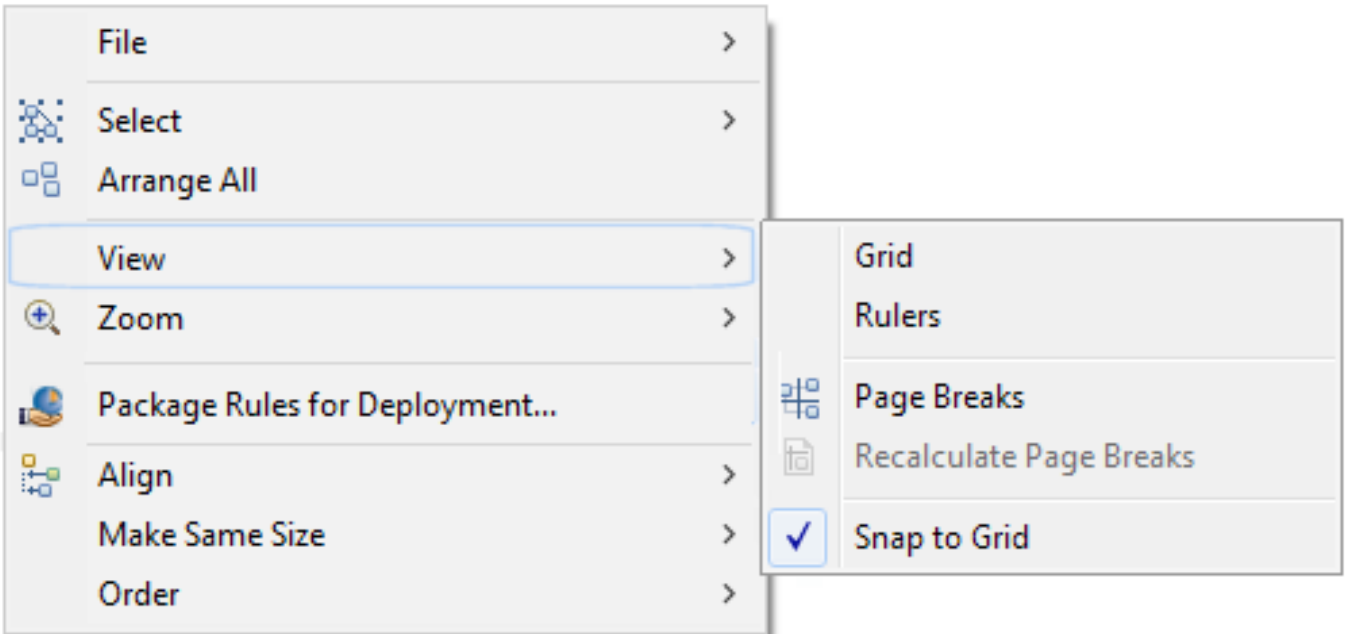 File
Select
Arrange All
View
Zoom
Package Rules for Deployment...
Align
Make Same Size
Order
Grid
Rulers
Page Breaks
Recalculate Page Breaks
Snap to Grid